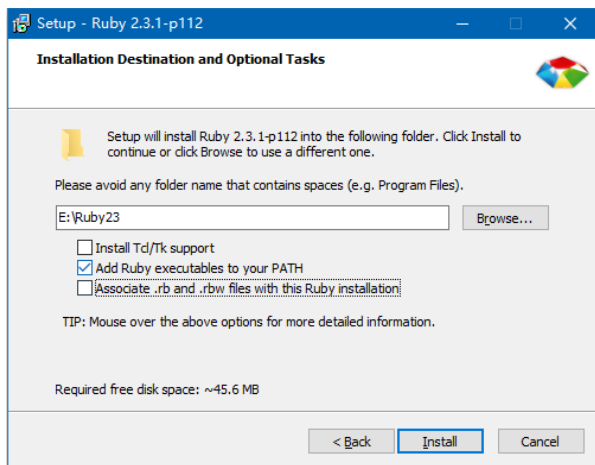 Setup - Ruby 2.3.1-p112
Installation Destination and Optional Tasks
Setup will install Ruby 2.3.1-p112 into the following folder. Click Install to
continue or click Browse to use a different one.
Please avoid any folder name that contains spaces (e.g. Program Files).
E:\Ruby23
Browse...
Install Tcl/Tk support
Add Ruby executables to your PATH
Associate .rb and .rbw files with this Ruby installation
TIP: Mouse over the above options for more detailed information.
Required free disk space: ~45.6 MB
< Back
Install
Cancel